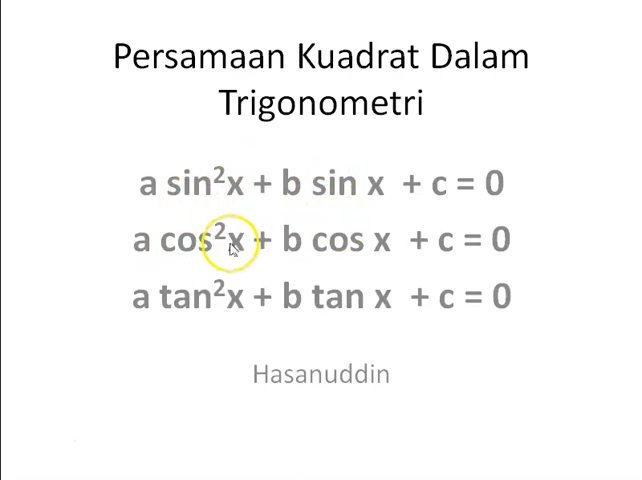 Persamaan Kuadrat Dalam
Trigonometri
a sin²x + b sin x + c = 0
a cos²x + b cos x + c = 0
a tan²x + b tan x + c = 0
Hasanuddin